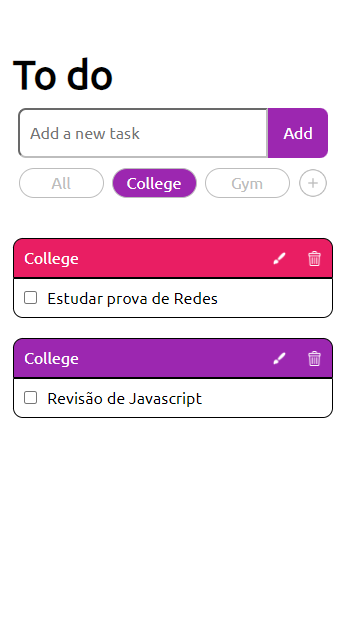 To do
Add a new task Add
All College Gym +
College
Estudar prova de Redes
College
Revisão de Javascript